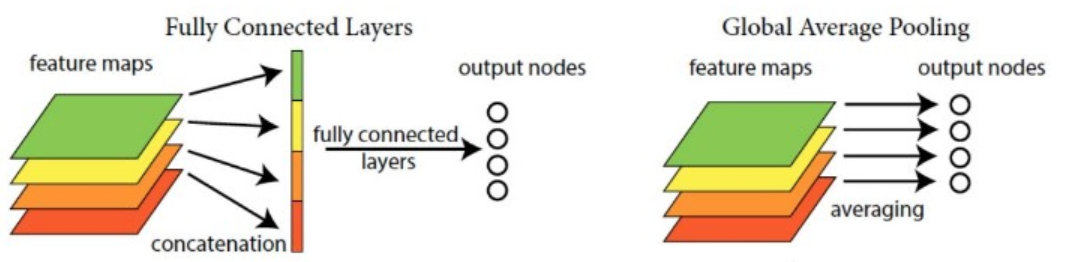 Fully Connected Layers
feature maps
output nodes
fully connected
layers
concatenation
Global Average Pooling
feature maps
output nodes
averaging